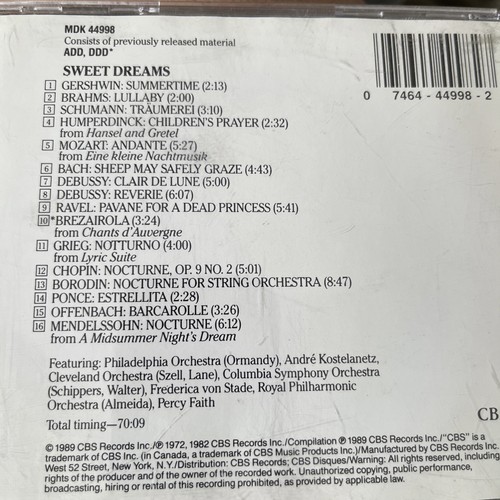 MDK 44998
Consists of previously released material
ADD, DDD*
SWEET DREAMS
1 GERSHWIN: SUMMERTIME (2:13)
2 BRAHMS: LULLABY (2:00)
3 SCHUMANN: TRÄUMEREI (3:10)
4 HUMPERDINCK: CHILDREN'S PRAYER (2:32)
from Hansel and Gretel
5 MOZART: ANDANTE (5:27)
from Eine kleine Nachtmusik
6 BACH: SHEEP MAY SAFELY GRAZE (4:43)
7 DEBUSSY: CLAIR DE LUNE (5:00)
8 DEBUSSY: REVERIE (6:07)
9 RAVEL: PAVANE FOR A DEAD PRINCESS (5:41)
10 *BREZAIROLA (3:24)
from Chants d'Auvergne
11 GRIEG: NOTTURNO (4:00)
from Lyric Suite
12 CHOPIN: NOCTURNE, OP. 9 NO. 2 (5:01)
13 BORODIN: NOCTURNE FOR STRING ORCHESTRA (8:47)
14 PONCE: ESTRELLITA (2:28)
15 OFFENBACH: BARCAROLLE (3:26)
16 MENDELSSOHN: NOCTURNE (6:12)
from A Midsummer Night's Dream
Featuring: Philadelphia Orchestra (Ormandy), André Kostelanetz,
Cleveland Orchestra (Szell, Lane), Columbia Symphony Orchestra
(Schippers, Walter), Frederica von Stade, Royal Philharmonic
Orchestra (Almeida), Percy Faith
Total timing—70:09
0 7464-44998-2
CB
© 1989 CBS Records Inc./℗ 1972, 1982 CBS Records Inc./Compilation ℗ 1989 CBS Records Inc./"CBS" is a
trademark of CBS Inc. (in Canada, a trademark of CBS Music Products Inc.)/Manufactured by CBS Records Inc.
West 52 Street, New York, N.Y./Distribution: CBS Records; CBS Disques/Warning: All rights reserved, including
rights of the producer and of the owner of the recorded work. Unauthorized copying, public performance,
broadcasting, hiring or rental of this recording prohibited, as provided by applicable law.